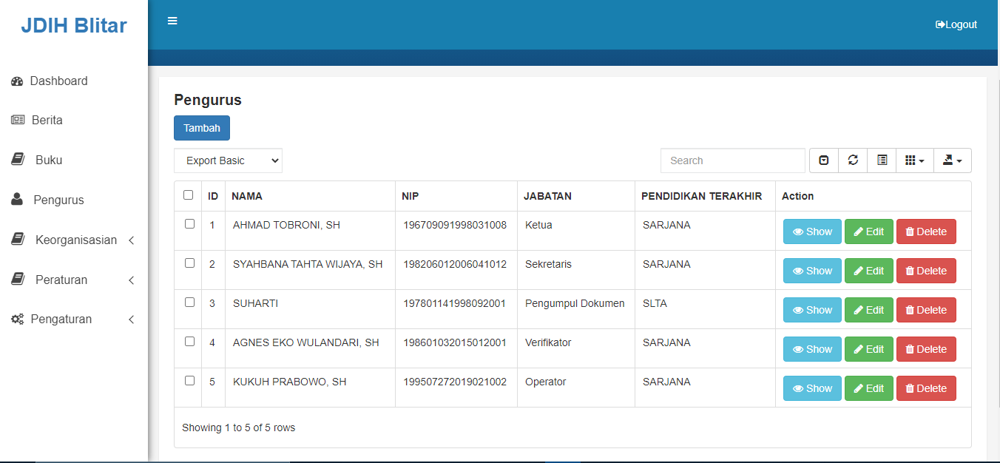 JDIH Blitar
Logout
Dashboard
Berita
Buku
Pengurus
Keorganisasian
Peraturan
Pengaturan
Pengurus
Tambah
Export Basic
Search
ID NAMA NIP JABATAN PENDIDIKAN TERAKHIR Action
1 AHMAD TOBRONI, SH 196709091998031008 Ketua SARJANA Show Edit Delete
2 SYAHBANA TAHTA WIJAYA, SH 198206012006041012 Sekretaris SARJANA Show Edit Delete
3 SUHARTI 197801141998092001 Pengumpul Dokumen SLTA Show Edit Delete
4 AGNES EKO WULANDARI, SH 198601032015012001 Verifikator SARJANA Show Edit Delete
5 KUKUH PRABOWO, SH 199507272019021002 Operator SARJANA Show Edit Delete
Showing 1 to 5 of 5 rows